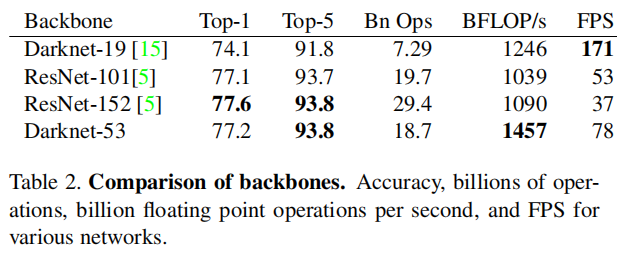 Backbone Top-1 Top-5 Bn Ops BFLOP/s FPS
Darknet-19 [15] 74.1 91.8 7.29 1246 171
ResNet-101[5] 77.1 93.7 19.7 1039 53
ResNet-152 [5] 77.6 93.8 29.4 1090 37
Darknet-53 77.2 93.8 18.7 1457 78
Table 2. Comparison of backbones. Accuracy, billions of oper-
ations, billion floating point operations per second, and FPS for
various networks.